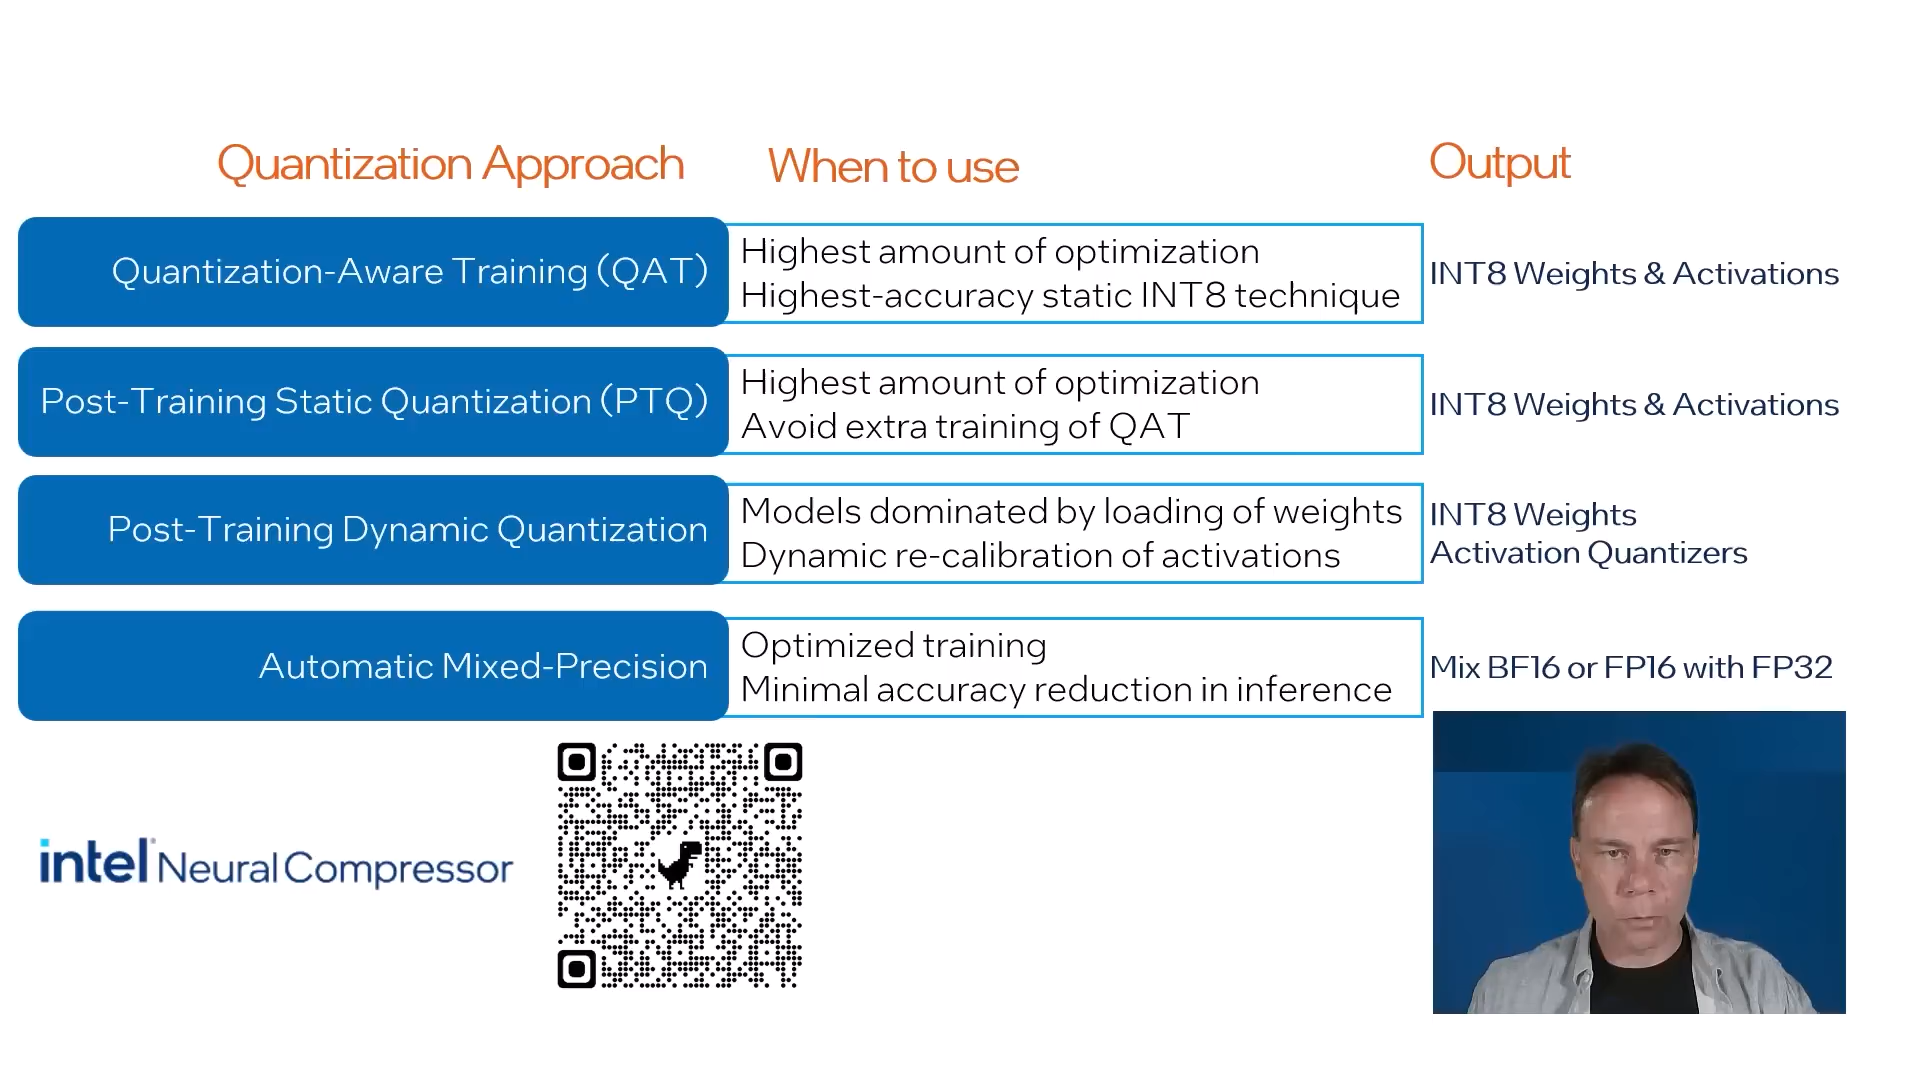 Quantization Approach
When to use
Output
Quantization-Aware Training (QAT)
Highest amount of optimization
Highest-accuracy static INT8 technique
INT8 Weights & Activations
Post-Training Static Quantization (PTQ)
Highest amount of optimization
Avoid extra training of QAT
INT8 Weights & Activations
Post-Training Dynamic Quantization
Models dominated by loading of weights
Dynamic re-calibration of activations
INT8 Weights
Activation Quantizers
Automatic Mixed-Precision
Optimized training
Minimal accuracy reduction in inference
Mix BF16 or FP16 with FP32
intel Neural Compressor